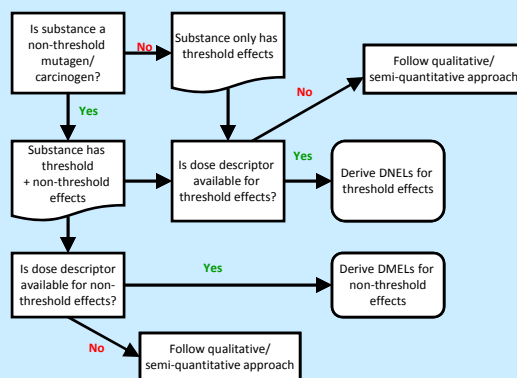 Is substance a
non-threshold
mutagen/
carcinogen?
No
Substance only has
threshold effects
Follow qualitative/
semi-quantitative approach
No
Yes
Substance has
threshold
+ non-threshold
effects
Is dose descriptor
available for
threshold effects?
Yes
Derive DNELs for
threshold effects
Is dose descriptor
available for non-
threshold effects?
Yes
Derive DMELs for
non-threshold
effects
No
Follow qualitative/
semi-quantitative approach